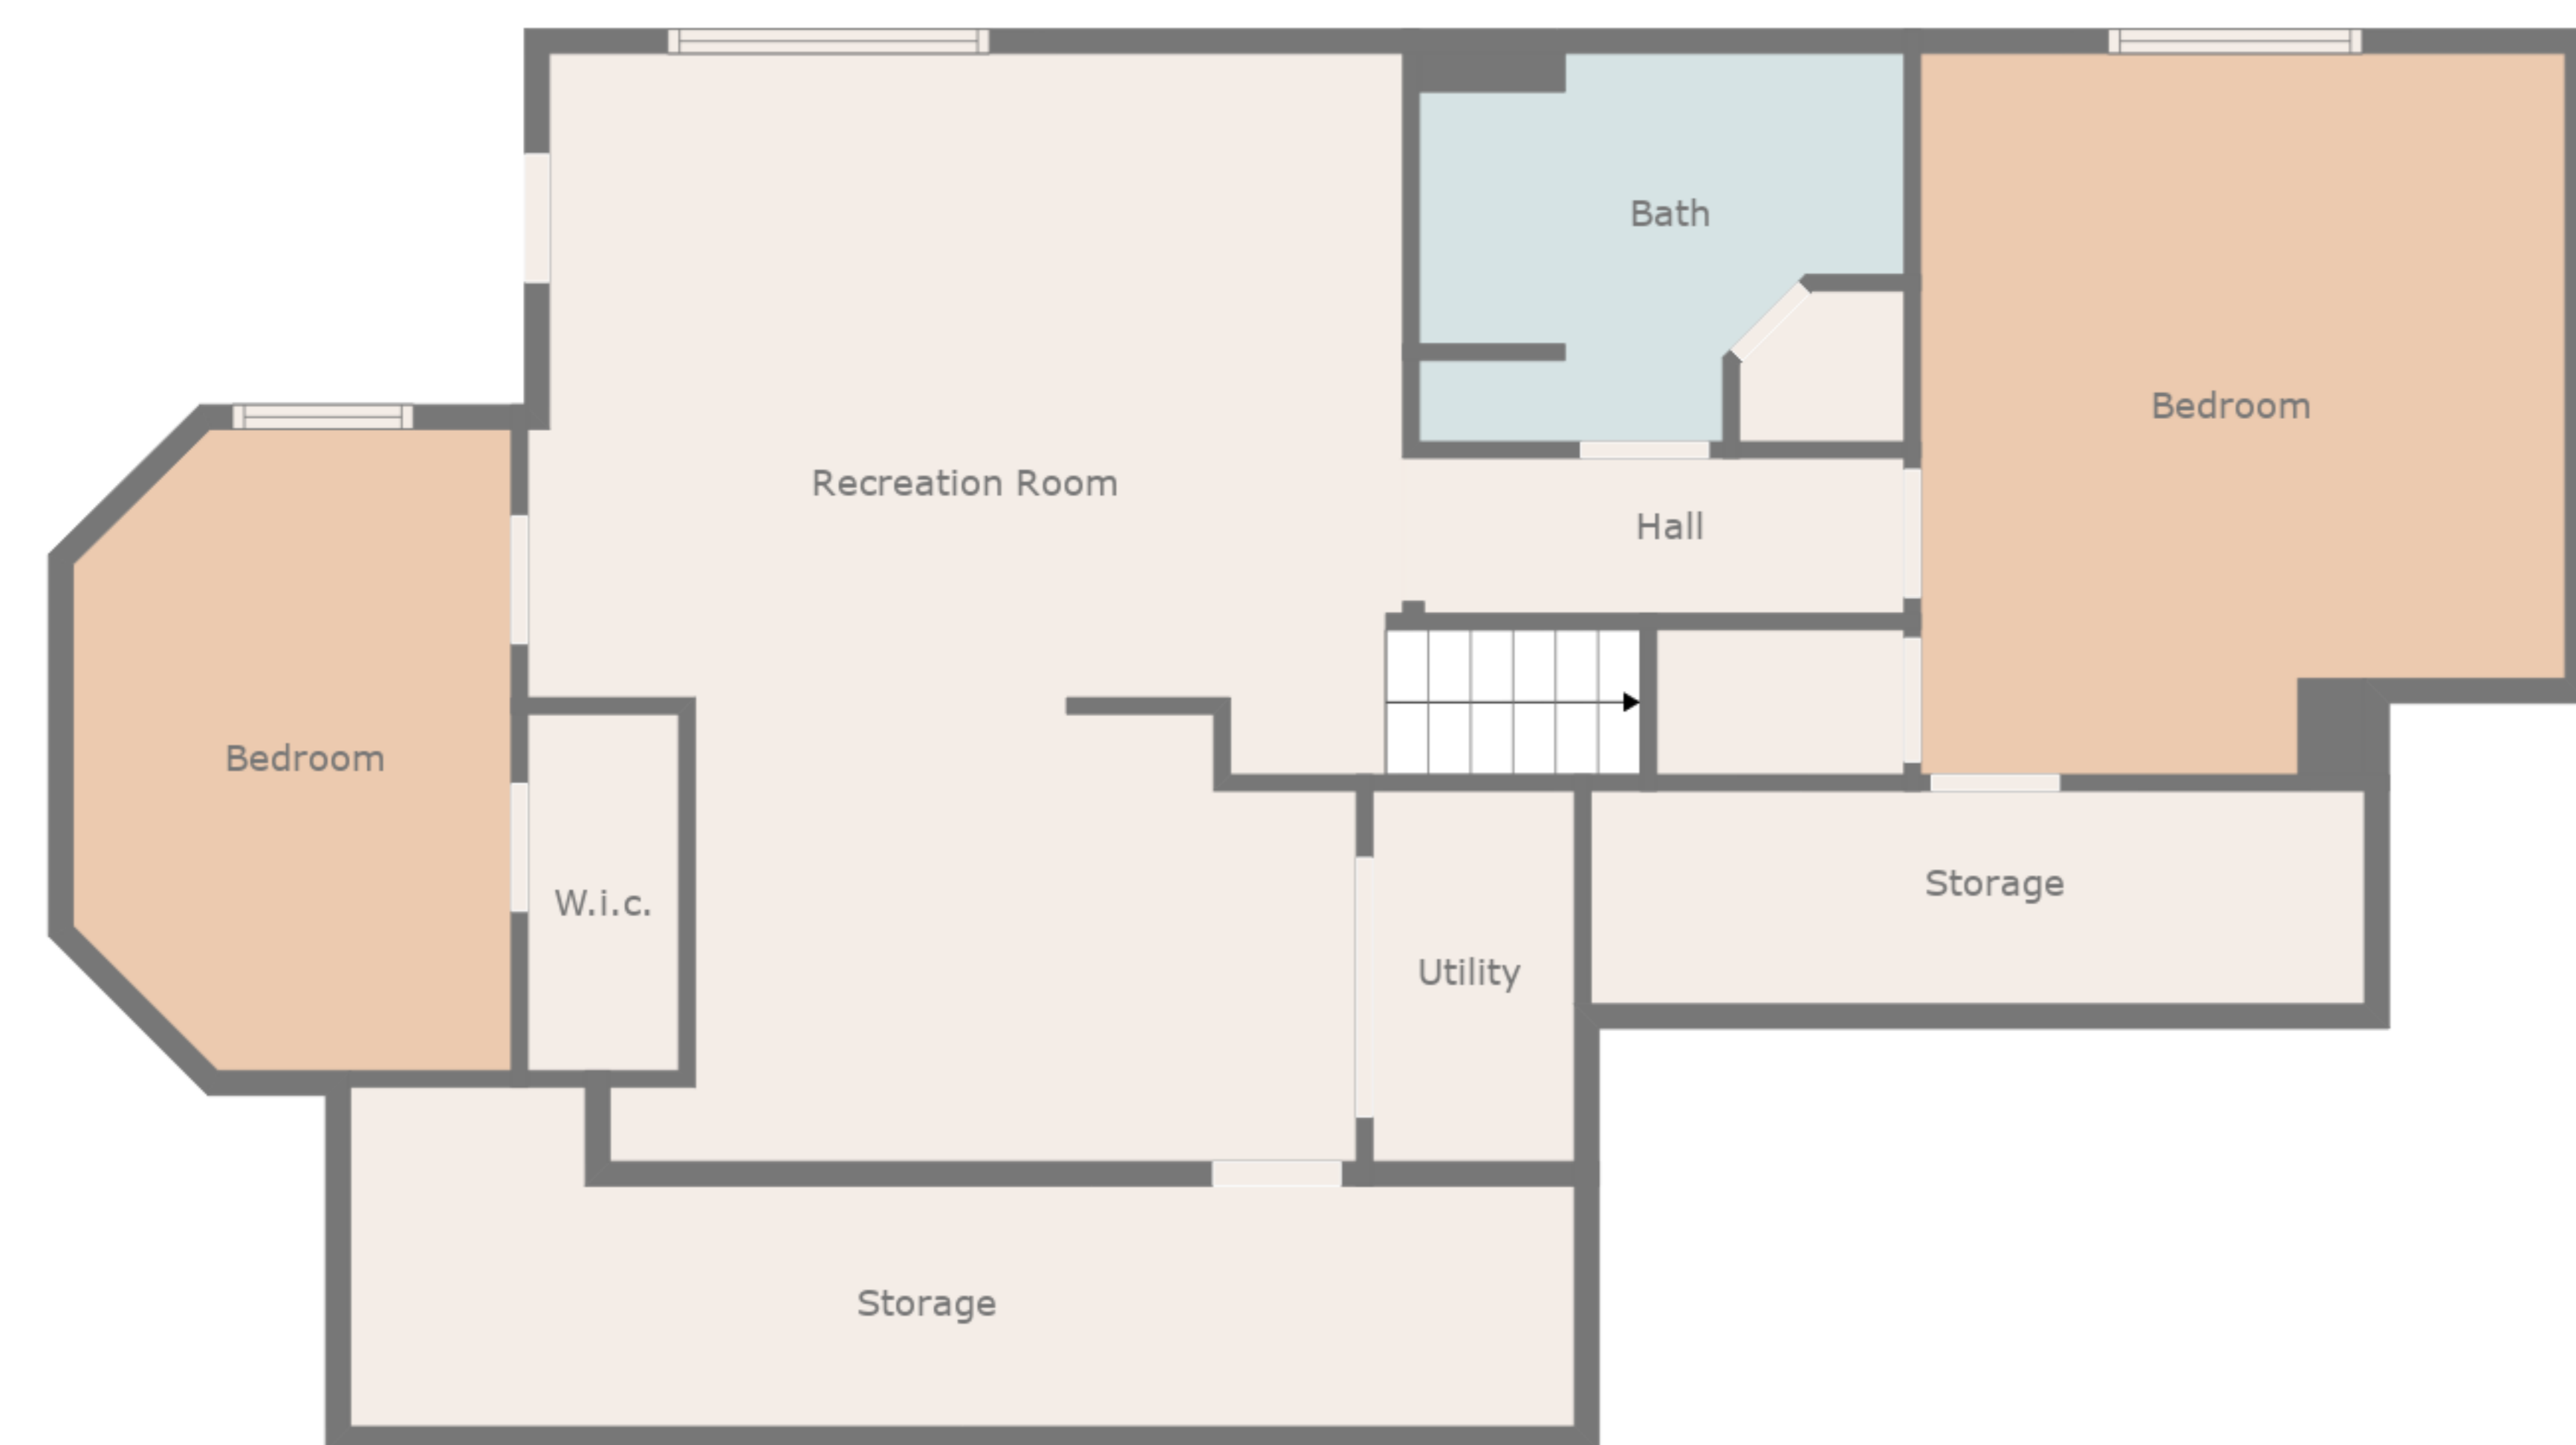 Bath
Bedroom
Recreation Room
Hall
Bedroom
W.i.c.
Storage
Utility
Storage